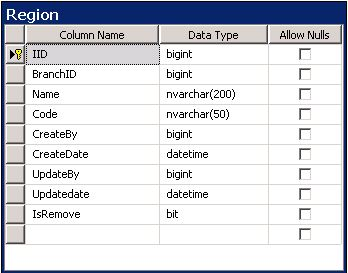 Region
Column Name Data Type Allow Nulls
IID bigint
BranchID bigint
Name nvarchar(200)
Code nvarchar(50)
CreateBy bigint
CreateDate datetime
UpdateBy bigint
Updatedate datetime
IsRemove bit